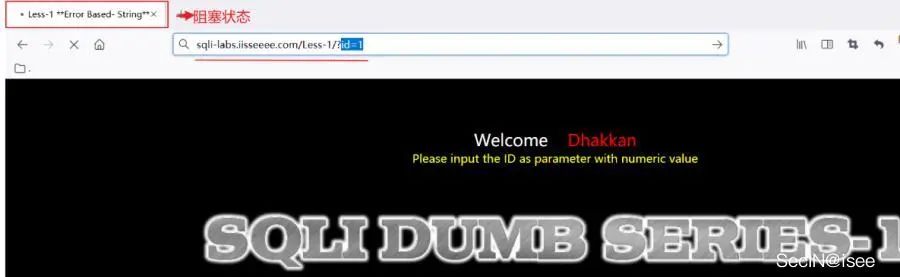 Less-1 **Error Based- String**
阻塞状态
sqli-labs.iisseeee.com/Less-1/?id=1
Welcome Dhakkan
Please input the ID as parameter with numeric value
SQLI DUMB SERIES-1
SecIN@isee